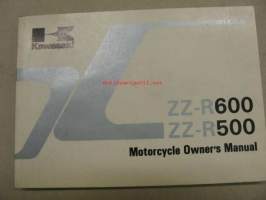 Kawasaki
ZZ-R600
ZZ-R500
Motorcycle Owner's Manual